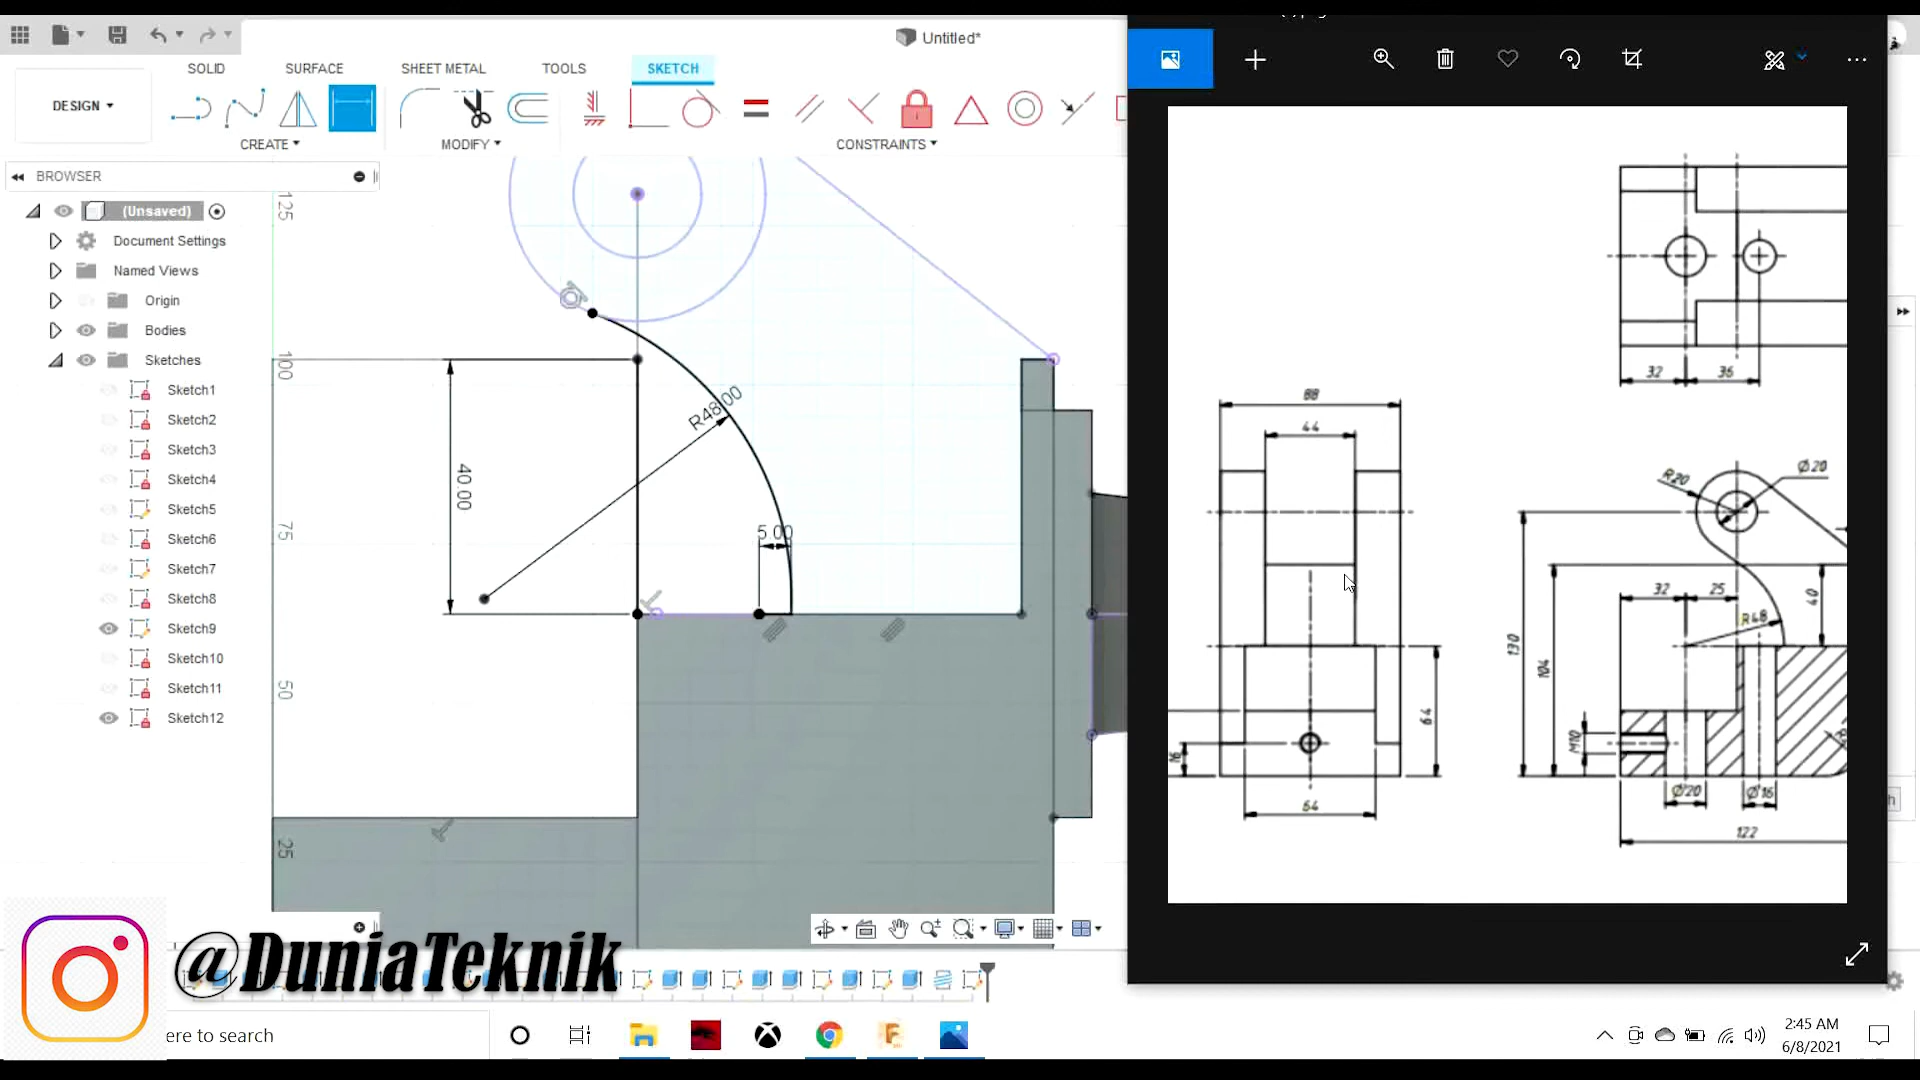 Untitled*
SOLID
SURFACE
SHEET METAL
TOOLS
SKETCH
DESIGN
CREATE
MODIFY
CONSTRAINTS
BROWSER
(Unsaved)
Document Settings
Named Views
Origin
Bodies
Sketches
Sketch1
Sketch2
Sketch3
Sketch4
Sketch5
Sketch6
Sketch7
Sketch8
Sketch9
Sketch10
Sketch11
Sketch12
125
100
75
50
25
40.00
R48.00
5.00
32
36
88
44
R20
Ø20
32
25
40
R48
130
104
64
M10
16
Ø20
Ø16
64
122
@DuniaTeknik
ere to search
2:45 AM
6/8/2021